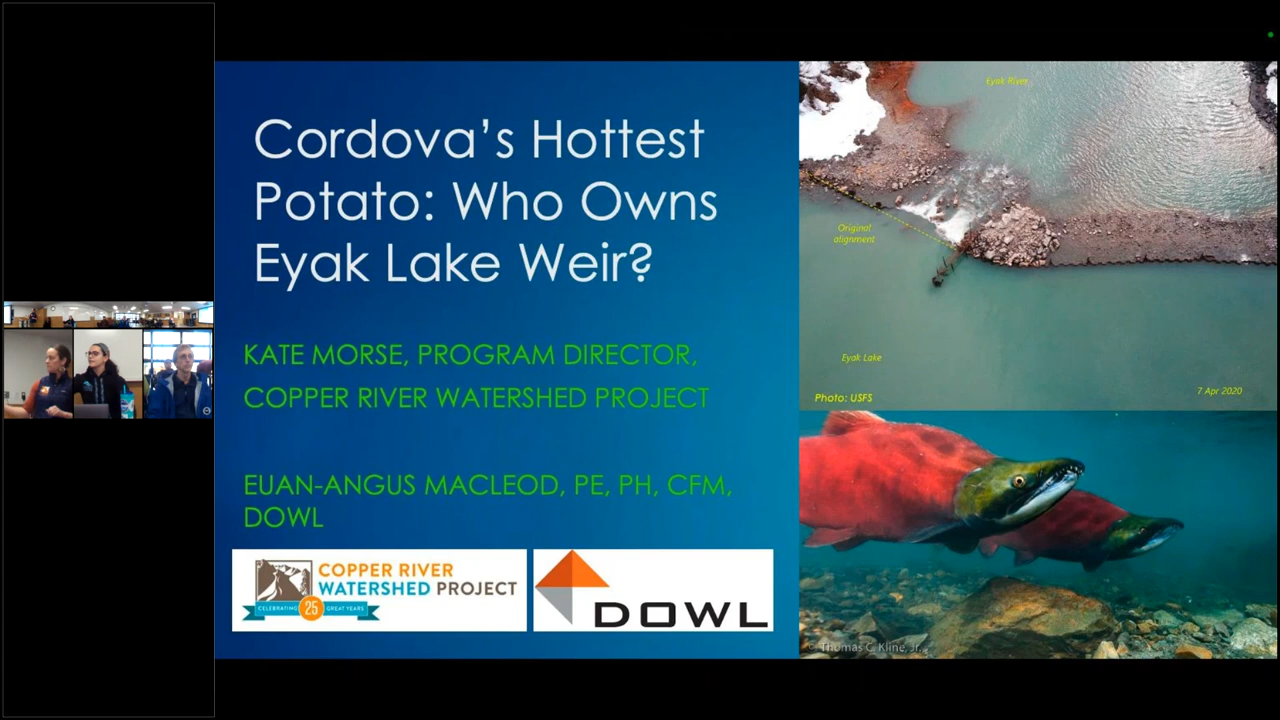 Cordova's Hottest
Potato: Who Owns
Eyak Lake Weir?
KATE MORSE, PROGRAM DIRECTOR,
COPPER RIVER WATERSHED PROJECT
EUAN-ANGUS MACLEOD, PE, PH, CFM,
DOWL
COPPER RIVER
WATERSHED PROJECT
CELEBRATING 25 GREAT YEARS
DOWL
Eyak River
Original
alignment
Eyak Lake
7 Apr 2020
Photo: USFS
© Thomas C Kline, Jr.